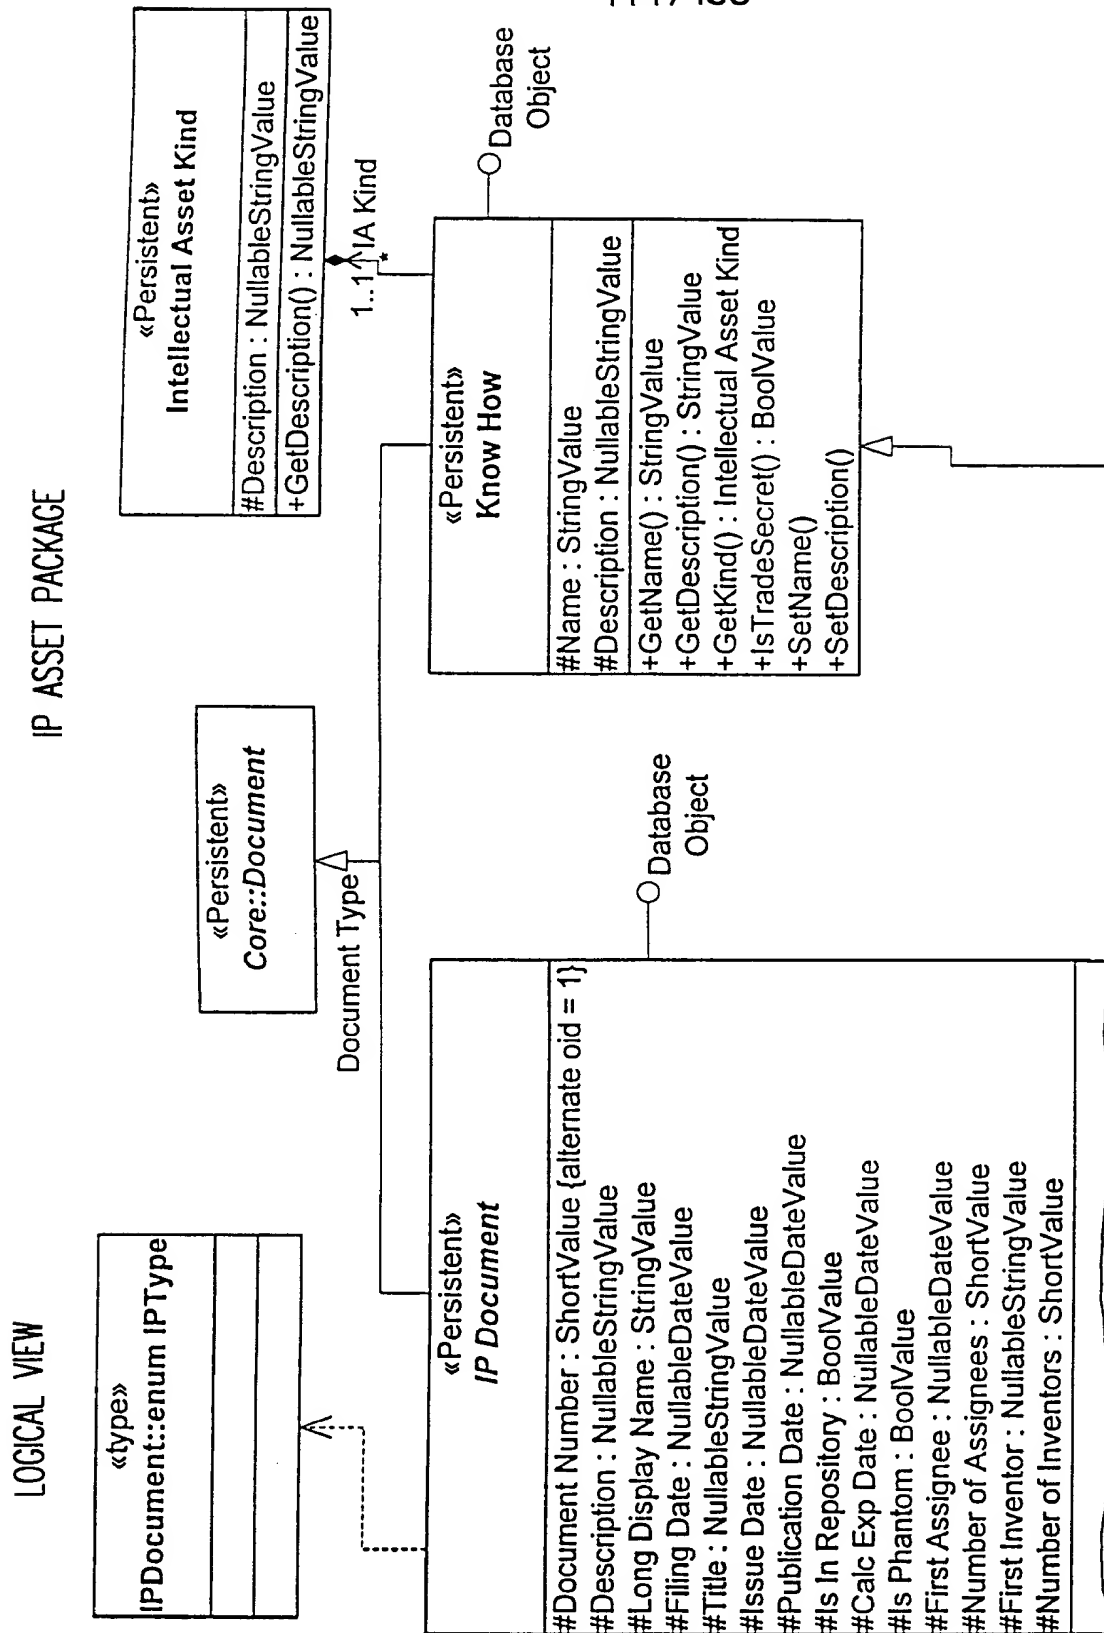 LOGICAL VIEW
IP ASSET PACKAGE
«type»
IPDocument::enum IPType
«Persistent»
Core::Document
«Persistent»
Intellectual Asset Kind
#Description : NullableStringValue
+GetDescription() : NullableStringValue
1..1
IA Kind
*
Document Type
«Persistent»
IP Document
#Document Number : ShortValue {alternate oid = 1}
#Description : NullableStringValue
#Long Display Name : StringValue
#Filing Date : NullableDateValue
#Title : NullableStringValue
#Issue Date : NullableDateValue
#Publication Date : NullableDateValue
#Is In Repository : BoolValue
#Calc Exp Date : NullableDateValue
#Is Phantom : BoolValue
#First Assignee : NullableDateValue
#Number of Assignees : ShortValue
#First Inventor : NullableStringValue
#Number of Inventors : ShortValue
Database
Object
«Persistent»
Know How
#Name : StringValue
#Description : NullableStringValue
+GetName() : StringValue
+GetDescription() : StringValue
+GetKind() : Intellectual Asset Kind
+IsTradeSecret() : BoolValue
+SetName()
+SetDescription()
Database
Object